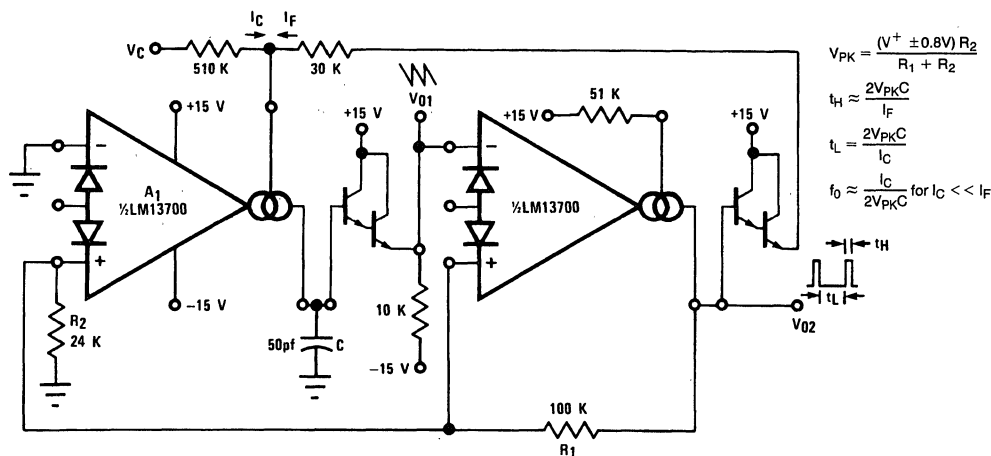 I_C I_F
V_C
510 K
30 K
+15 V
−
A_1
½LM13700
+
−15 V
R_2
24 K
50pf C
+15 V
V_01
10 K
−15 V
+15 V
51 K
−
½LM13700
+
+15 V
100 K
R_1
V_02
t_H
t_L
V_PK = (V^+ ±0.8V) R_2 / R_1 + R_2
t_H ≈ 2V_PKC / I_F
t_L = 2V_PKC / I_C
f_0 ≈ I_C / 2V_PKC for I_C << I_F